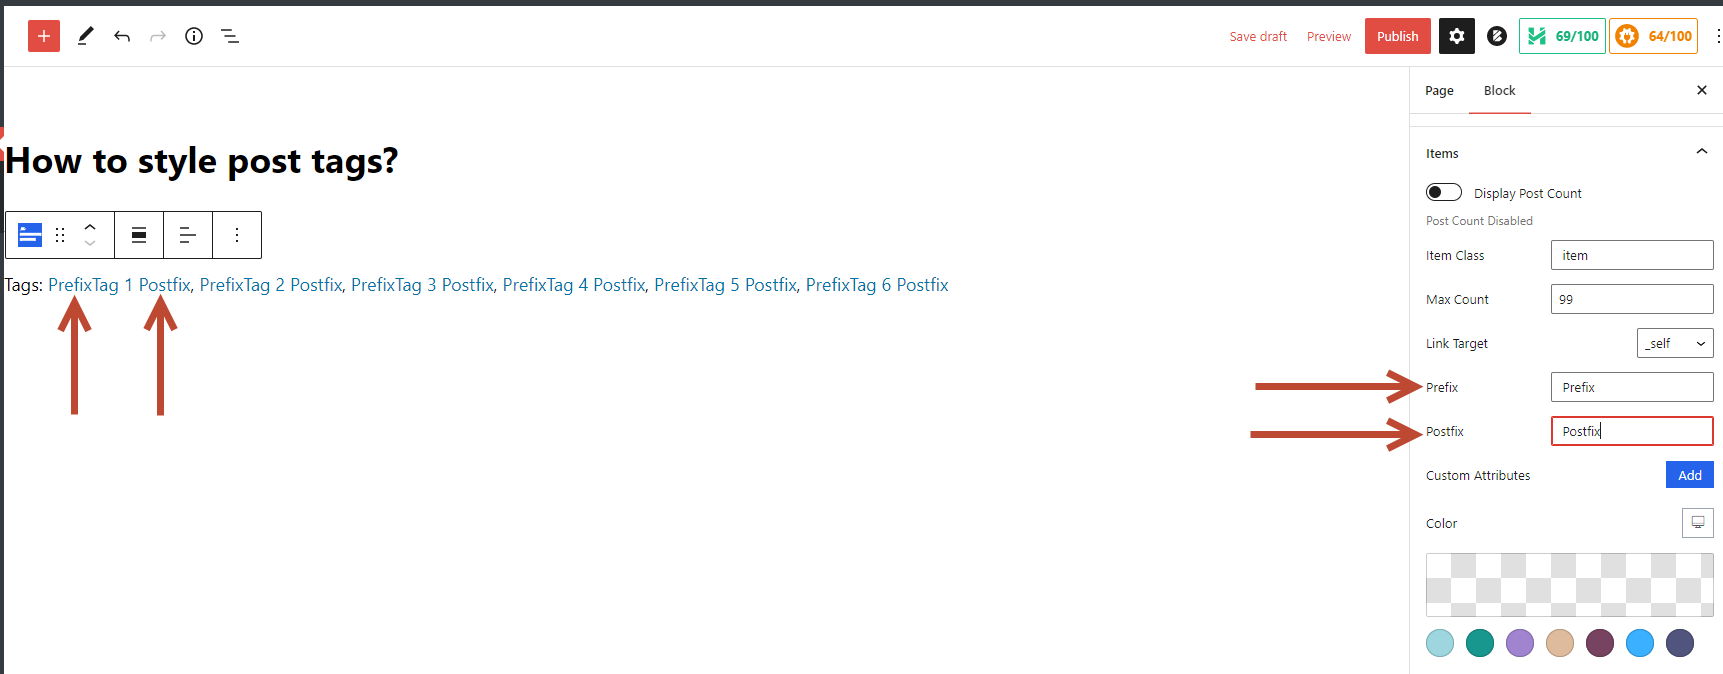 Save draft
Preview
Publish
69/100
64/100
Page
Block
How to style post tags?
Tags: PrefixTag 1 Postfix, PrefixTag 2 Postfix, PrefixTag 3 Postfix, PrefixTag 4 Postfix, PrefixTag 5 Postfix, PrefixTag 6 Postfix
Items
Display Post Count
Post Count Disabled
Item Class
item
Max Count
99
Link Target
_self
Prefix
Prefix
Postfix
Postfix
Custom Attributes
Add
Color